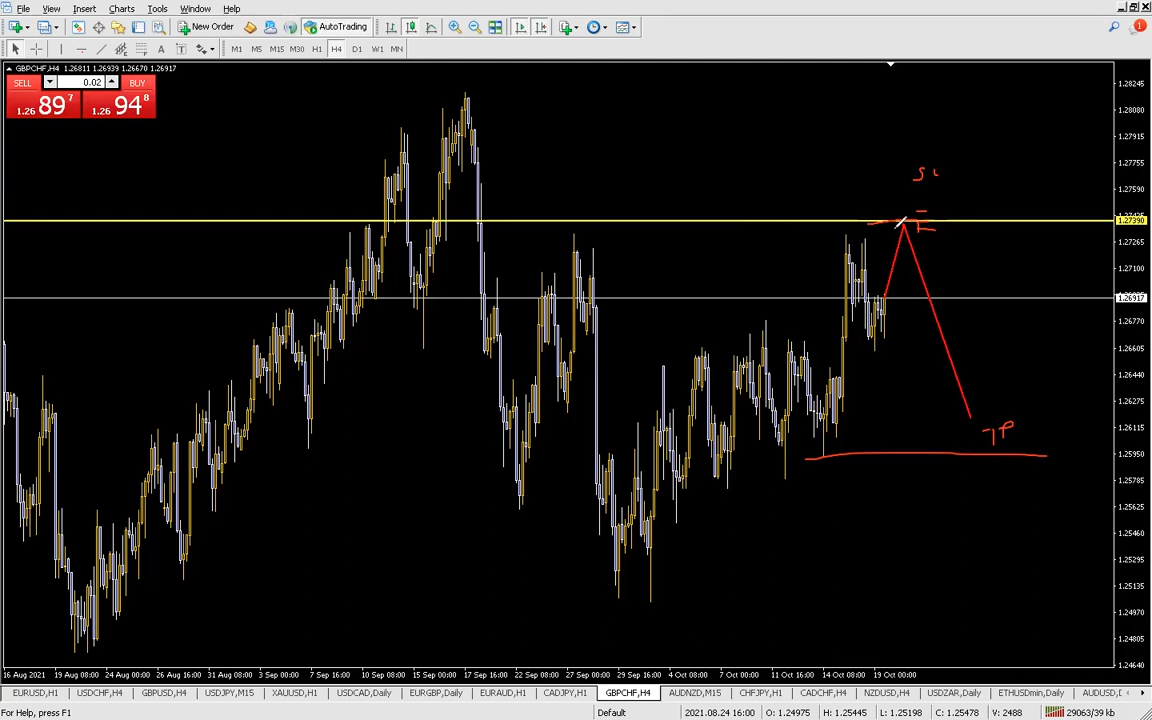 File View Insert Charts Tools Window Help
New Order AutoTrading 1
M1 M5 M15 M30 H1 H4 D1 W1 MN
GBPCHF,H4 1.26811 1.26939 1.26670 1.26917
SELL 0.02 BUY
1.26 89 7 1.26 94 8
1.28245
1.28080
1.27915
1.27755
1.27590
1.27390
1.27265
1.27100
1.26917
1.26770
1.26605
1.26440
1.26275
1.26115
1.25950
1.25785
1.25625
1.25460
1.25295
1.25135
1.24970
1.24805
1.24640
TP
16 Aug 2021 19 Aug 08:00 24 Aug 00:00 26 Aug 16:00 31 Aug 08:00 3 Sep 00:00 7 Sep 16:00 10 Sep 08:00 15 Sep 00:00 17 Sep 16:00 22 Sep 08:00 27 Sep 00:00 29 Sep 16:00 4 Oct 08:00 7 Oct 00:00 11 Oct 16:00 14 Oct 08:00 19 Oct 00:00
EURUSD,H1 USDCHF,H4 GBPUSD,H4 USDJPY,M15 XAUUSD,H1 USDCAD,Daily EURGBP,Daily EURAUD,H1 CADJPY,H1 GBPCHF,H4 AUDNZD,M15 CHFJPY,H1 CADCHF,H4 NZDUSD,H4 USDZAR,Daily ETHUSDmin,Daily AUDUSD,
For Help, press F1 Default 2021.08.24 16:00 O: 1.24975 H: 1.25445 L: 1.25198 C: 1.25478 V: 2488 29063/39 kb